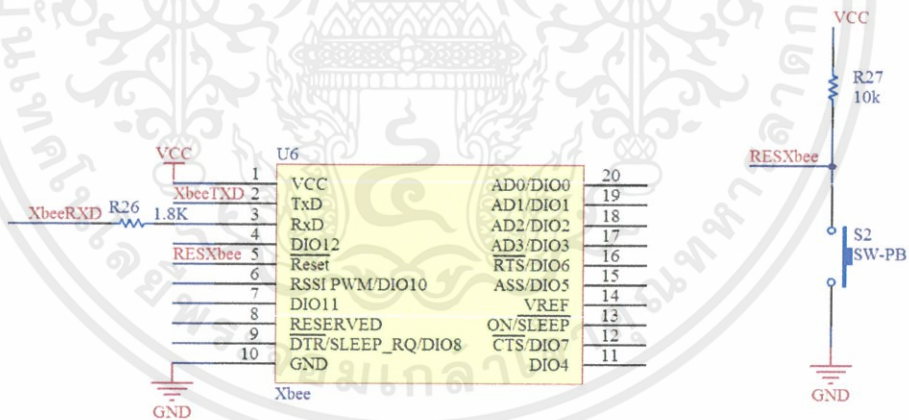 VCC
R27
10k
RESXbee
S2
SW-PB
GND
U6
VCC
XbeeTXD
XbeeRXD R26 1.8K
RESXbee
GND
1 VCC AD0/DIO0 20
2 TxD AD1/DIO1 19
3 RxD AD2/DIO2 18
4 DIO12 AD3/DIO3 17
5 Reset RTS/DIO6 16
6 RSSI PWM/DIO10 ASS/DIO5 15
7 DIO11 VREF 14
8 RESERVED ON/SLEEP 13
9 DTR/SLEEP_RQ/DIO8 CTS/DIO7 12
10 GND DIO4 11
Xbee